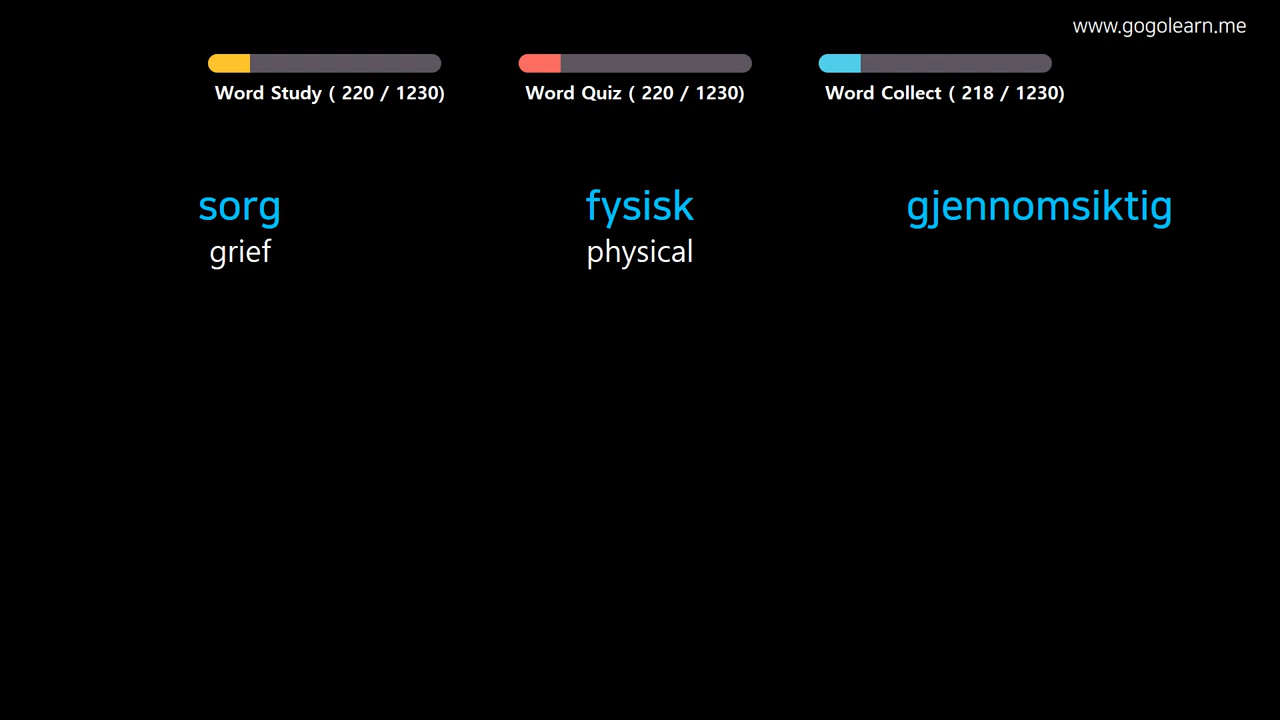 www.gogolearn.me
Word Study ( 220 / 1230)
Word Quiz ( 220 / 1230)
Word Collect ( 218 / 1230)
sorg
grief
fysisk
physical
gjennomsiktig